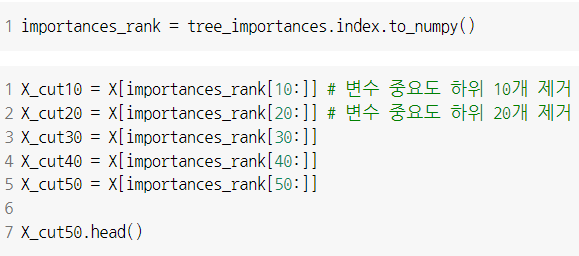 1 importances_rank = tree_importances.index.to_numpy()
1 X_cut10 = X[importances_rank[10:]] # 변수 중요도 하위 10개 제거
2 X_cut20 = X[importances_rank[20:]] # 변수 중요도 하위 20개 제거
3 X_cut30 = X[importances_rank[30:]]
4 X_cut40 = X[importances_rank[40:]]
5 X_cut50 = X[importances_rank[50:]]
6
7 X_cut50.head()